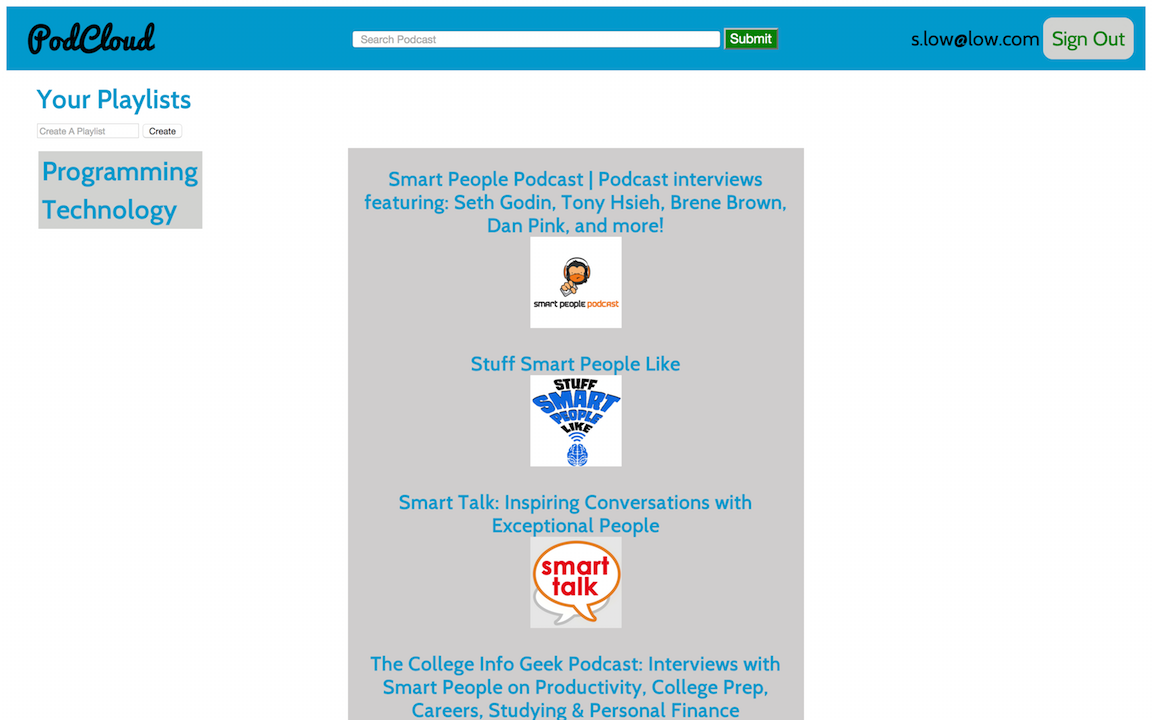 PodCloud
Search Podcast
Submit
s.low@low.com
Sign Out
Your Playlists
Create A Playlist
Create
Programming
Technology
Smart People Podcast | Podcast interviews
featuring: Seth Godin, Tony Hsieh, Brene Brown,
Dan Pink, and more!
smart people podcast
Stuff Smart People Like
STUFF
SMART
PEOPLE
LIKE
Smart Talk: Inspiring Conversations with
Exceptional People
smart
talk
The College Info Geek Podcast: Interviews with
Smart People on Productivity, College Prep,
Careers, Studying & Personal Finance